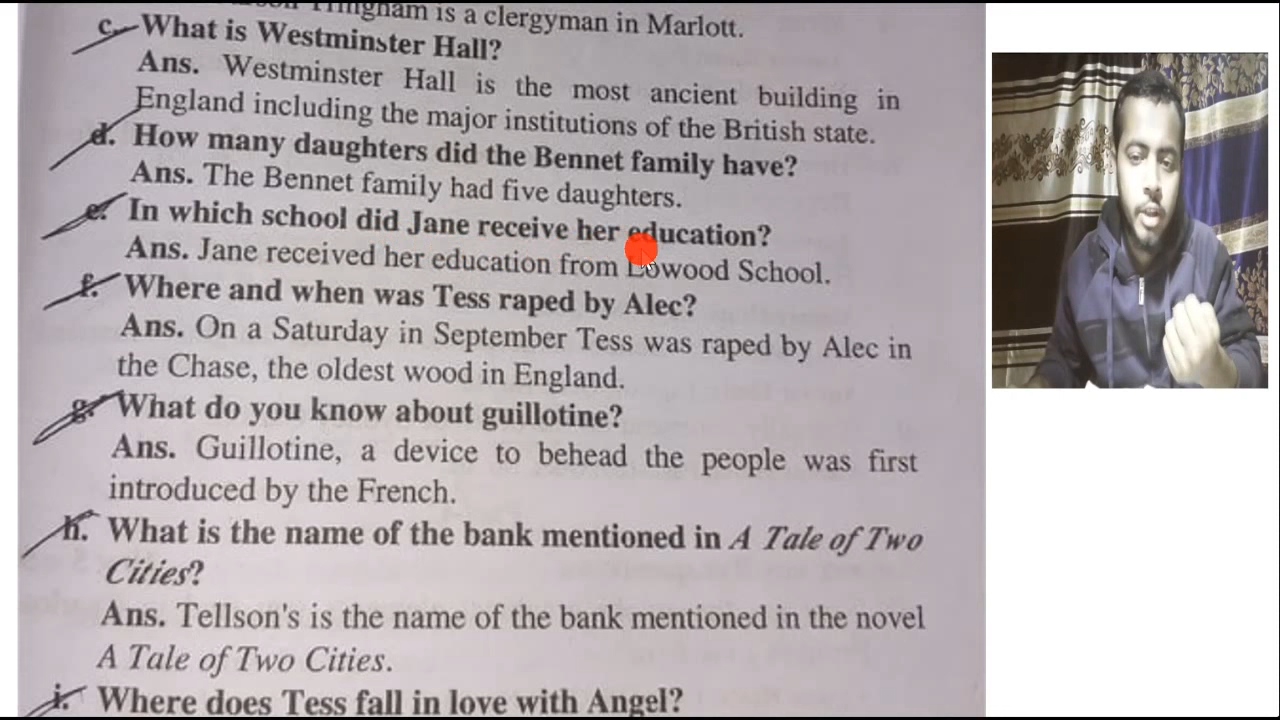 Tringham is a clergyman in Marlott.
c. What is Westminster Hall?
Ans. Westminster Hall is the most ancient building in
England including the major institutions of the British state.
d. How many daughters did the Bennet family have?
Ans. The Bennet family had five daughters.
e. In which school did Jane receive her education?
Ans. Jane received her education from Lowood School.
f. Where and when was Tess raped by Alec?
Ans. On a Saturday in September Tess was raped by Alec in
the Chase, the oldest wood in England.
g. What do you know about guillotine?
Ans. Guillotine, a device to behead the people was first
introduced by the French.
h. What is the name of the bank mentioned in A Tale of Two
Cities?
Ans. Tellson's is the name of the bank mentioned in the novel
A Tale of Two Cities.
i. Where does Tess fall in love with Angel?